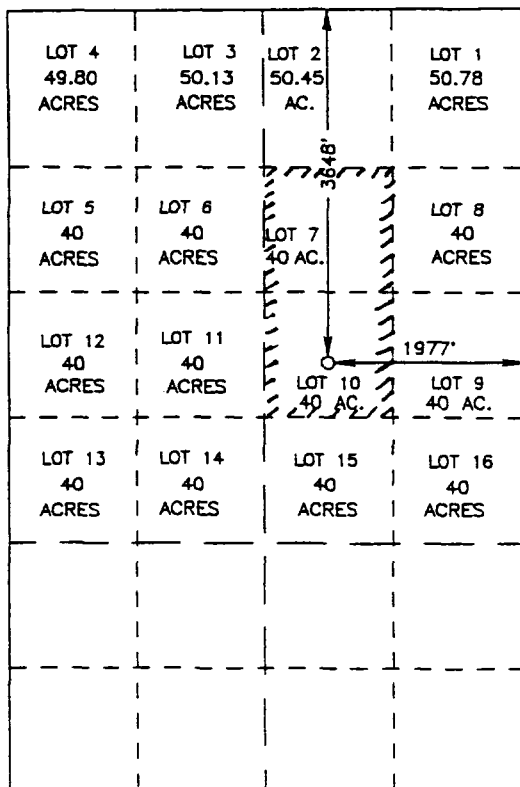 LOT 4
49.80
ACRES
LOT 3
50.13
ACRES
LOT 2
50.45
AC.
LOT 1
50.78
ACRES
3648'
LOT 5
40
ACRES
LOT 6
40
ACRES
LOT 7
40 AC.
LOT 8
40
ACRES
LOT 12
40
ACRES
LOT 11
40
ACRES
1977'
LOT 10
40 AC.
LOT 9
40 AC.
LOT 13
40
ACRES
LOT 14
40
ACRES
LOT 15
40
ACRES
LOT 16
40
ACRES